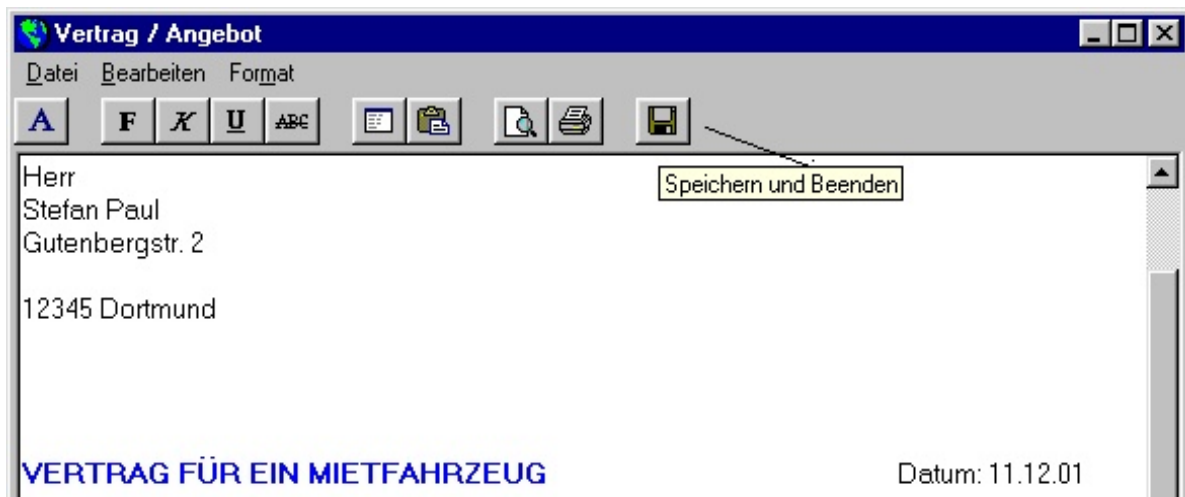 Vertrag / Angebot
Datei Bearbeiten Format
A F K U ABC
Speichern und Beenden
Herr
Stefan Paul
Gutenbergstr. 2
12345 Dortmund
VERTRAG FÜR EIN MIETFAHRZEUG Datum: 11.12.01